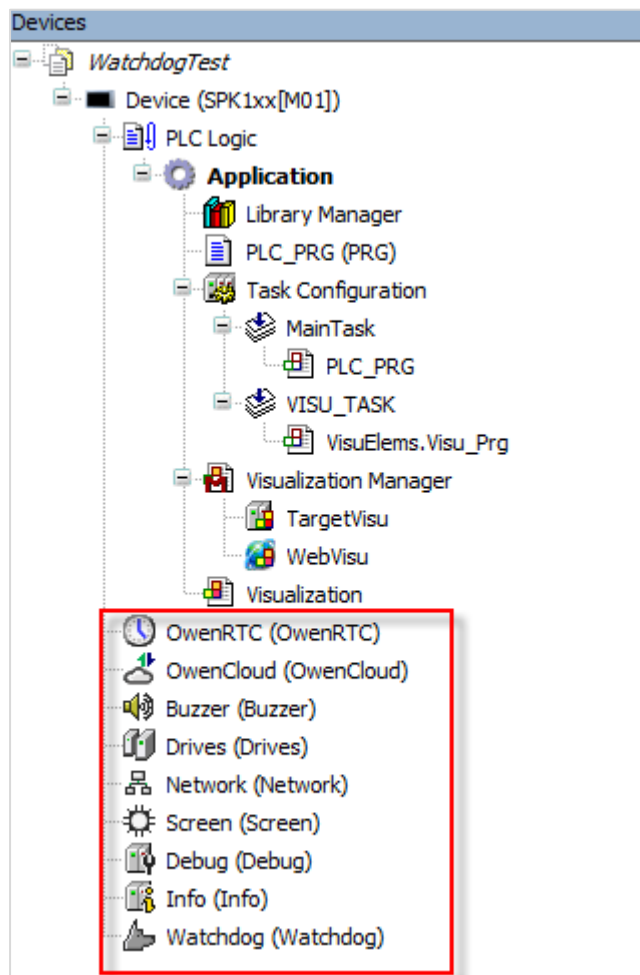 Devices
WatchdogTest
Device (SPK1xx[M01])
PLC Logic
Application
Library Manager
PLC_PRG (PRG)
Task Configuration
MainTask
PLC_PRG
VISU_TASK
VisuElems.Visu_Prg
Visualization Manager
TargetVisu
WebVisu
Visualization
OwenRTC (OwenRTC)
OwenCloud (OwenCloud)
Buzzer (Buzzer)
Drives (Drives)
Network (Network)
Screen (Screen)
Debug (Debug)
Info (Info)
Watchdog (Watchdog)